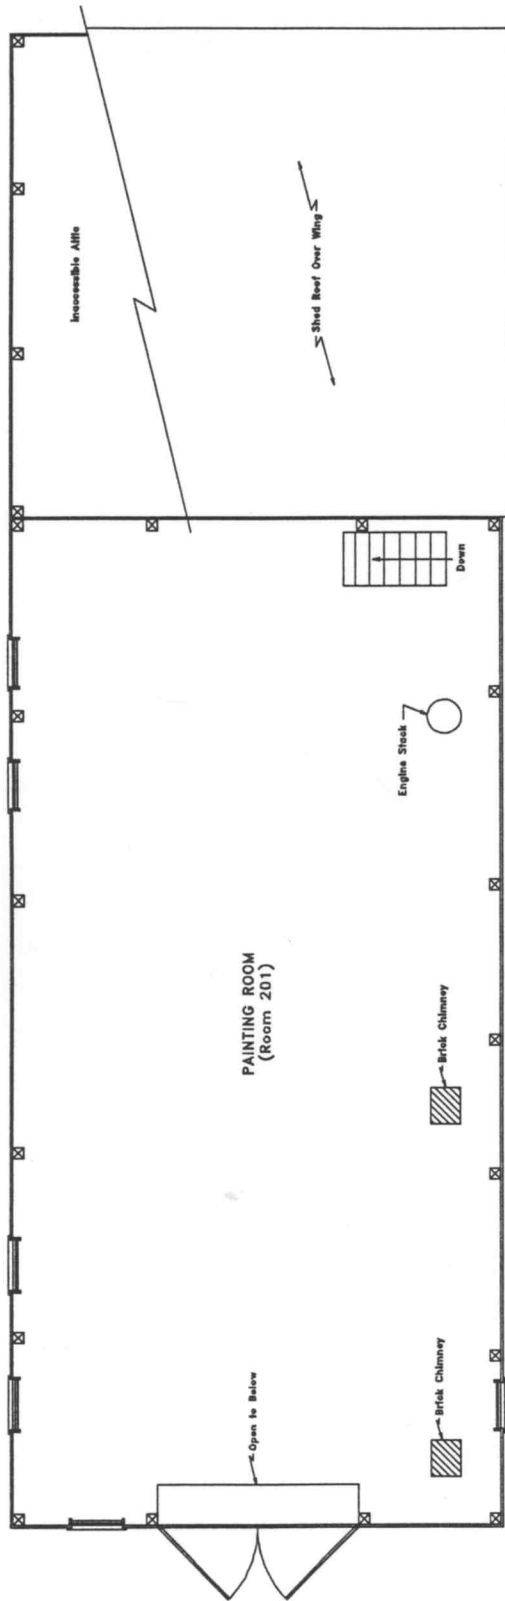 Inaccessible Attic
Shed Roof Over Wing
Down
Engine Stack
PAINTING ROOM
(Room 201)
Brick Chimney
Open to Below
Brick Chimney